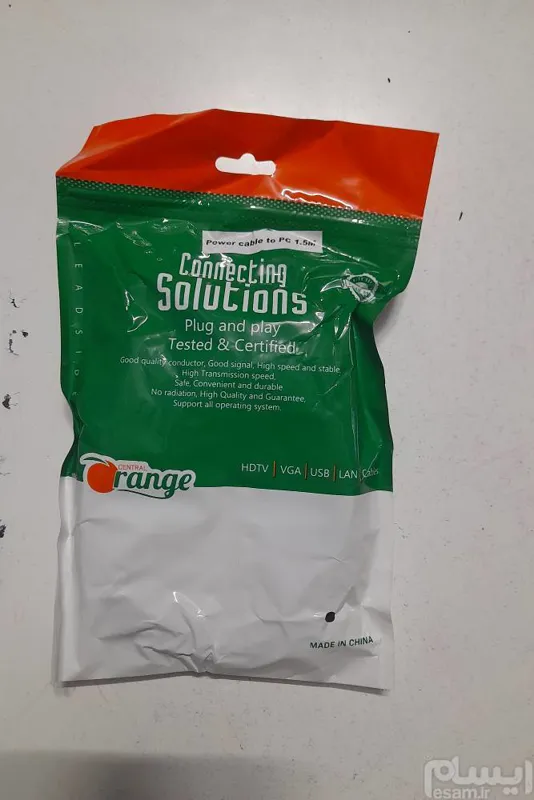 Power cable to PC 1.5M
Connecting
Solutions
Plug and play
Tested & Certified
Good quality conductor, Good signal, High speed and stable
High Transmission speed,
Safe, Convenient and durable
No radiation, High Quality and Guarantee,
Support all operating system.
LEADSIDE
CENTRAL
Orange
HDTV | VGA | USB | LAN | Cables
MADE IN CHINA
ایسام
esam.ir